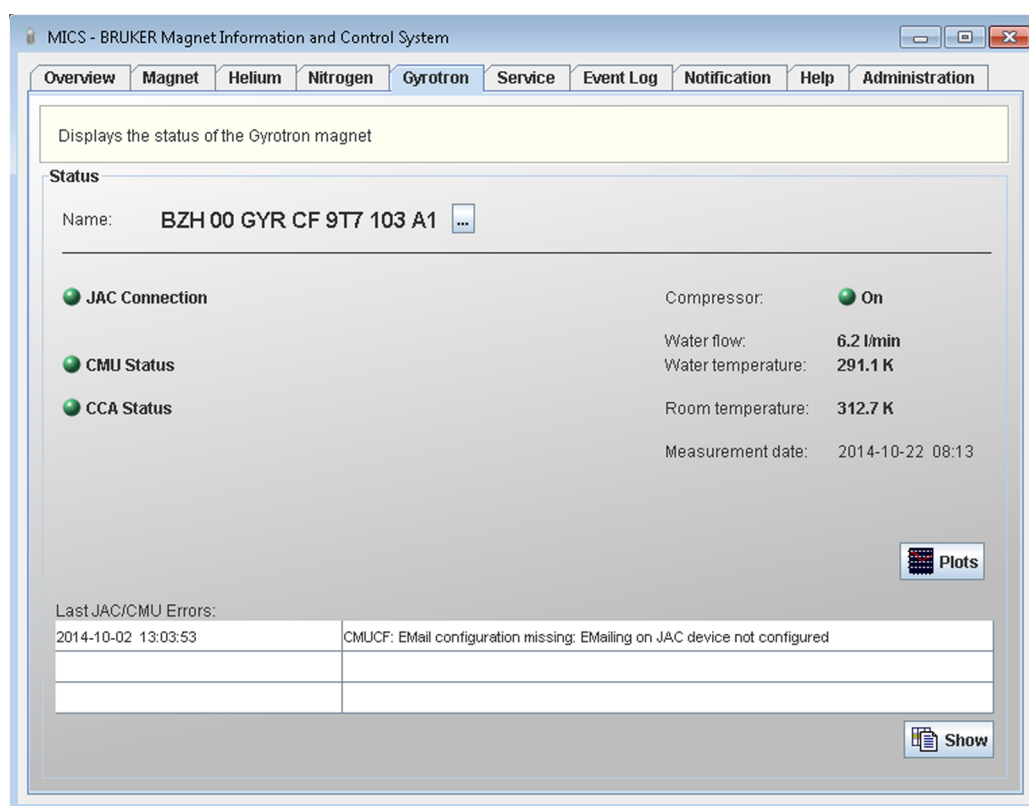 MICS - BRUKER Magnet Information and Control System
Overview Magnet Helium Nitrogen Gyrotron Service Event Log Notification Help Administration
Displays the status of the Gyrotron magnet
Status
Name: BZH 00 GYR CF 9T7 103 A1 ...
JAC Connection Compressor: On
Water flow: 6.2 l/min
CMU Status Water temperature: 291.1 K
CCA Status Room temperature: 312.7 K
Measurement date: 2014-10-22 08:13
Plots
Last JAC/CMU Errors:
2014-10-02 13:03:53 CMUCF: EMail configuration missing: EMailing on JAC device not configured
Show